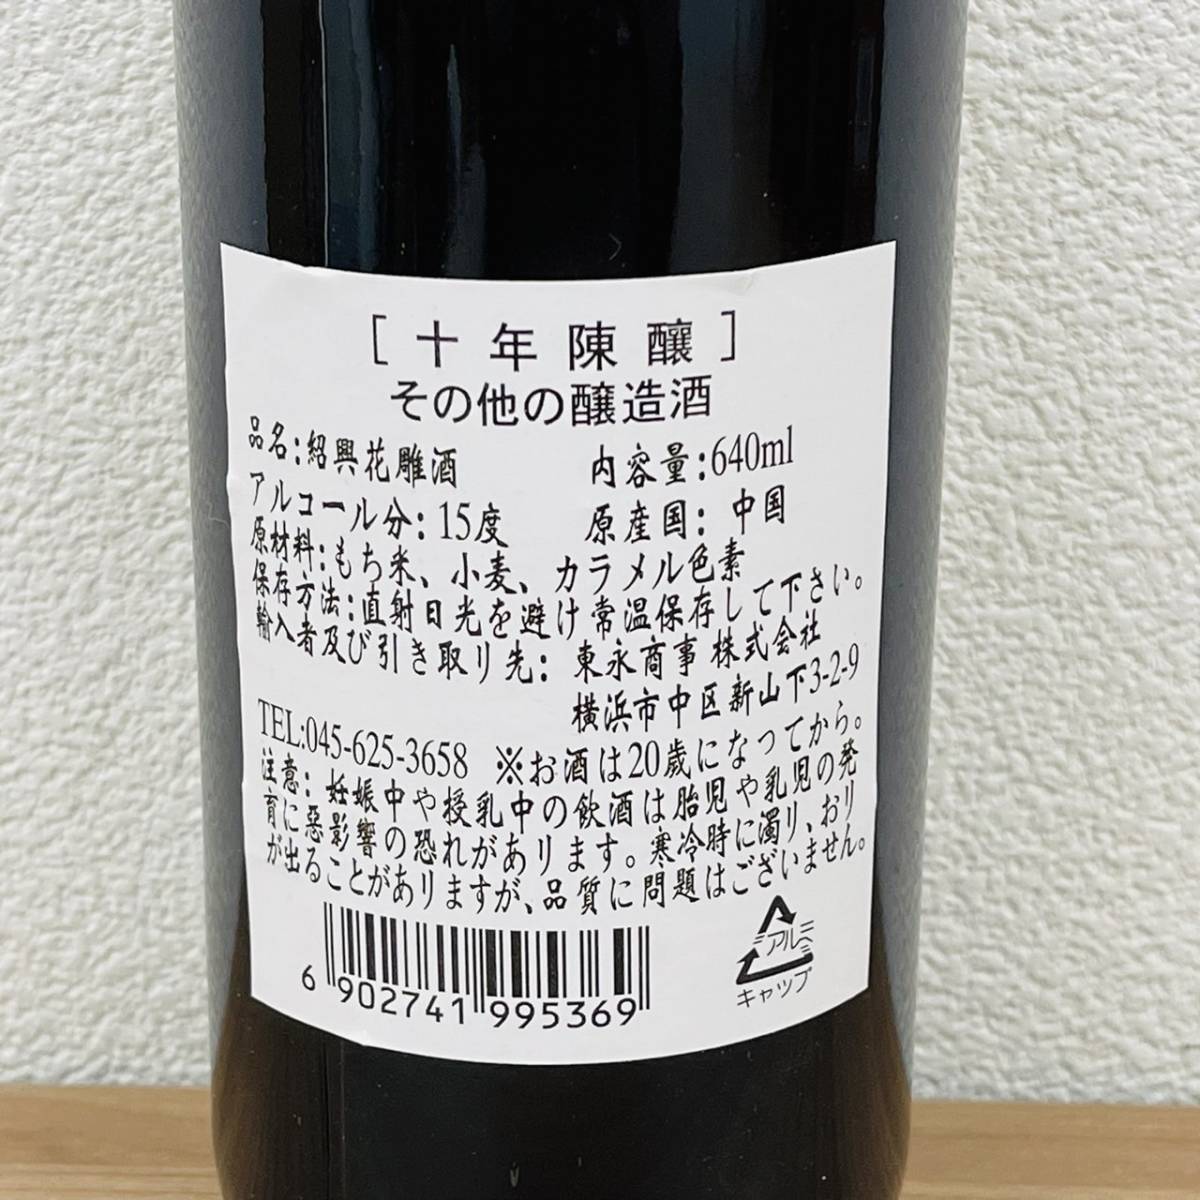 [十年陳釀]
その他の醸造酒
品名:紹興花雕酒 内容量:640ml
アルコール分:15度 原産国:中国
原材料:もち米、小麦、カラメル色素
保存方法:直射日光を避け常温保存して下さい。
輸入者及び引き取り先:東永商事 株式会社
横浜市中区新山下3-2-9
TEL:045-625-3658 ※お酒は20歳になってから。
注意:妊娠中や授乳中の飲酒は胎児や乳児の発
育に惡影響の恐れがあります。寒冷時に濁り、おり
が出ることがありますが、品質に問題はございません。
アルミ
キャップ
6 902741 995369